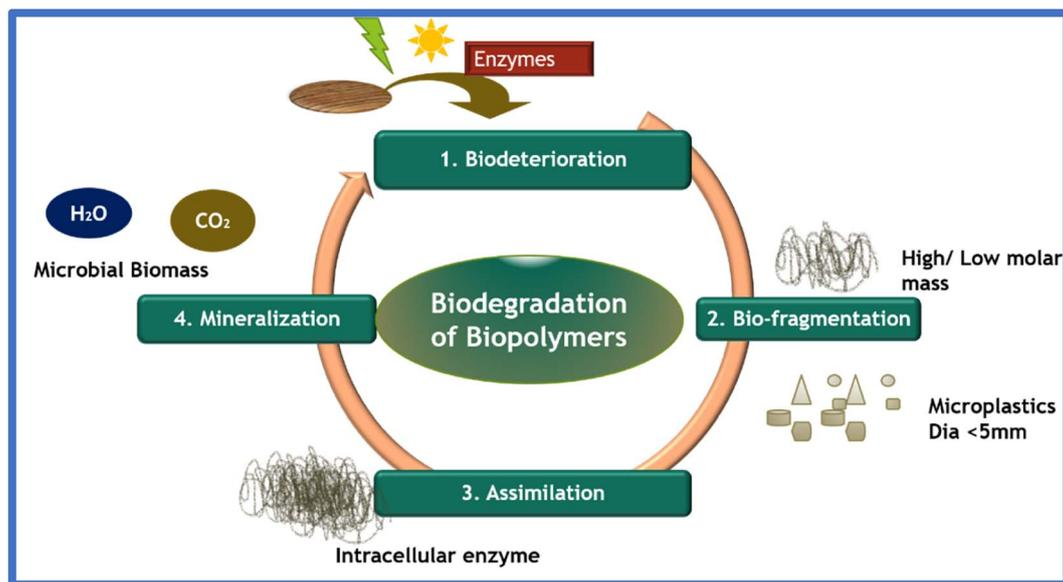 Enzymes
1. Biodeterioration
H₂O
CO₂
Microbial Biomass
High/ Low molar
mass
4. Mineralization
Biodegradation
of Biopolymers
2. Bio-fragmentation
Microplastics
Dia <5mm
3. Assimilation
Intracellular enzyme